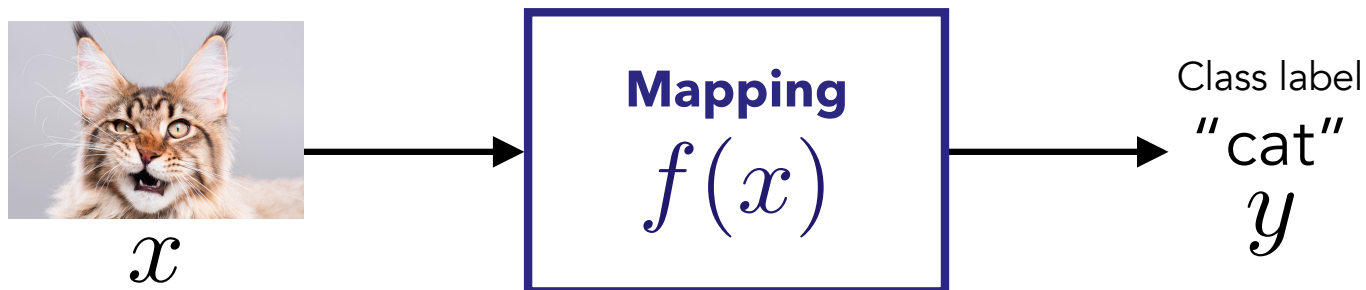 Mapping
f(x)
Class label
“cat”
y
x